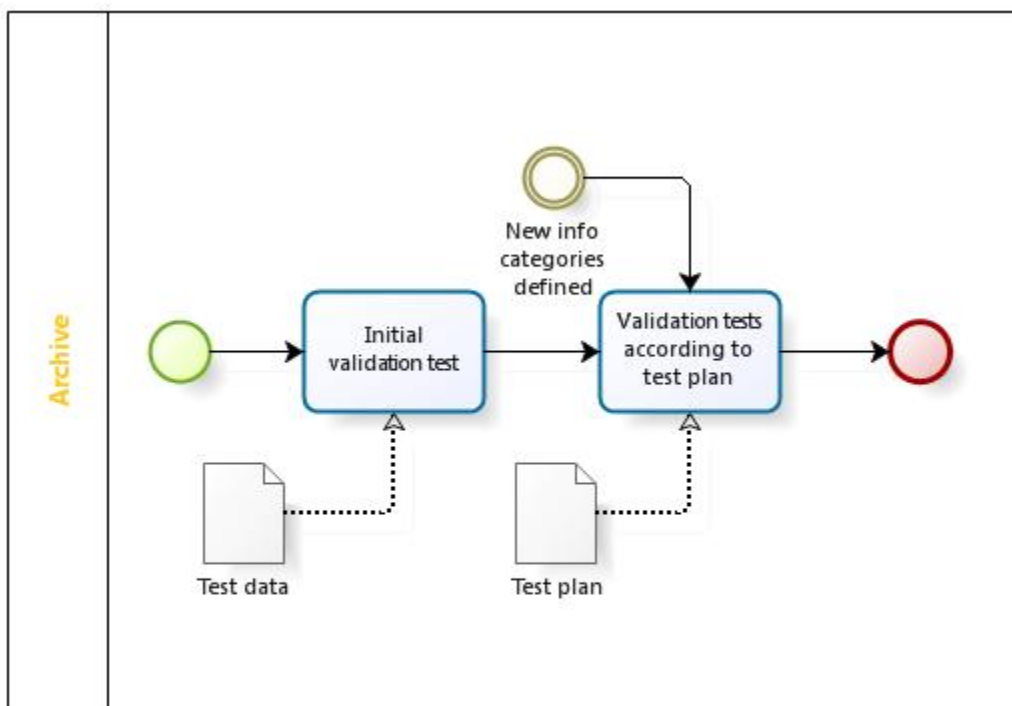 Archive
New info
categories
defined
Initial
validation test
Validation tests
according to
test plan
Test data
Test plan